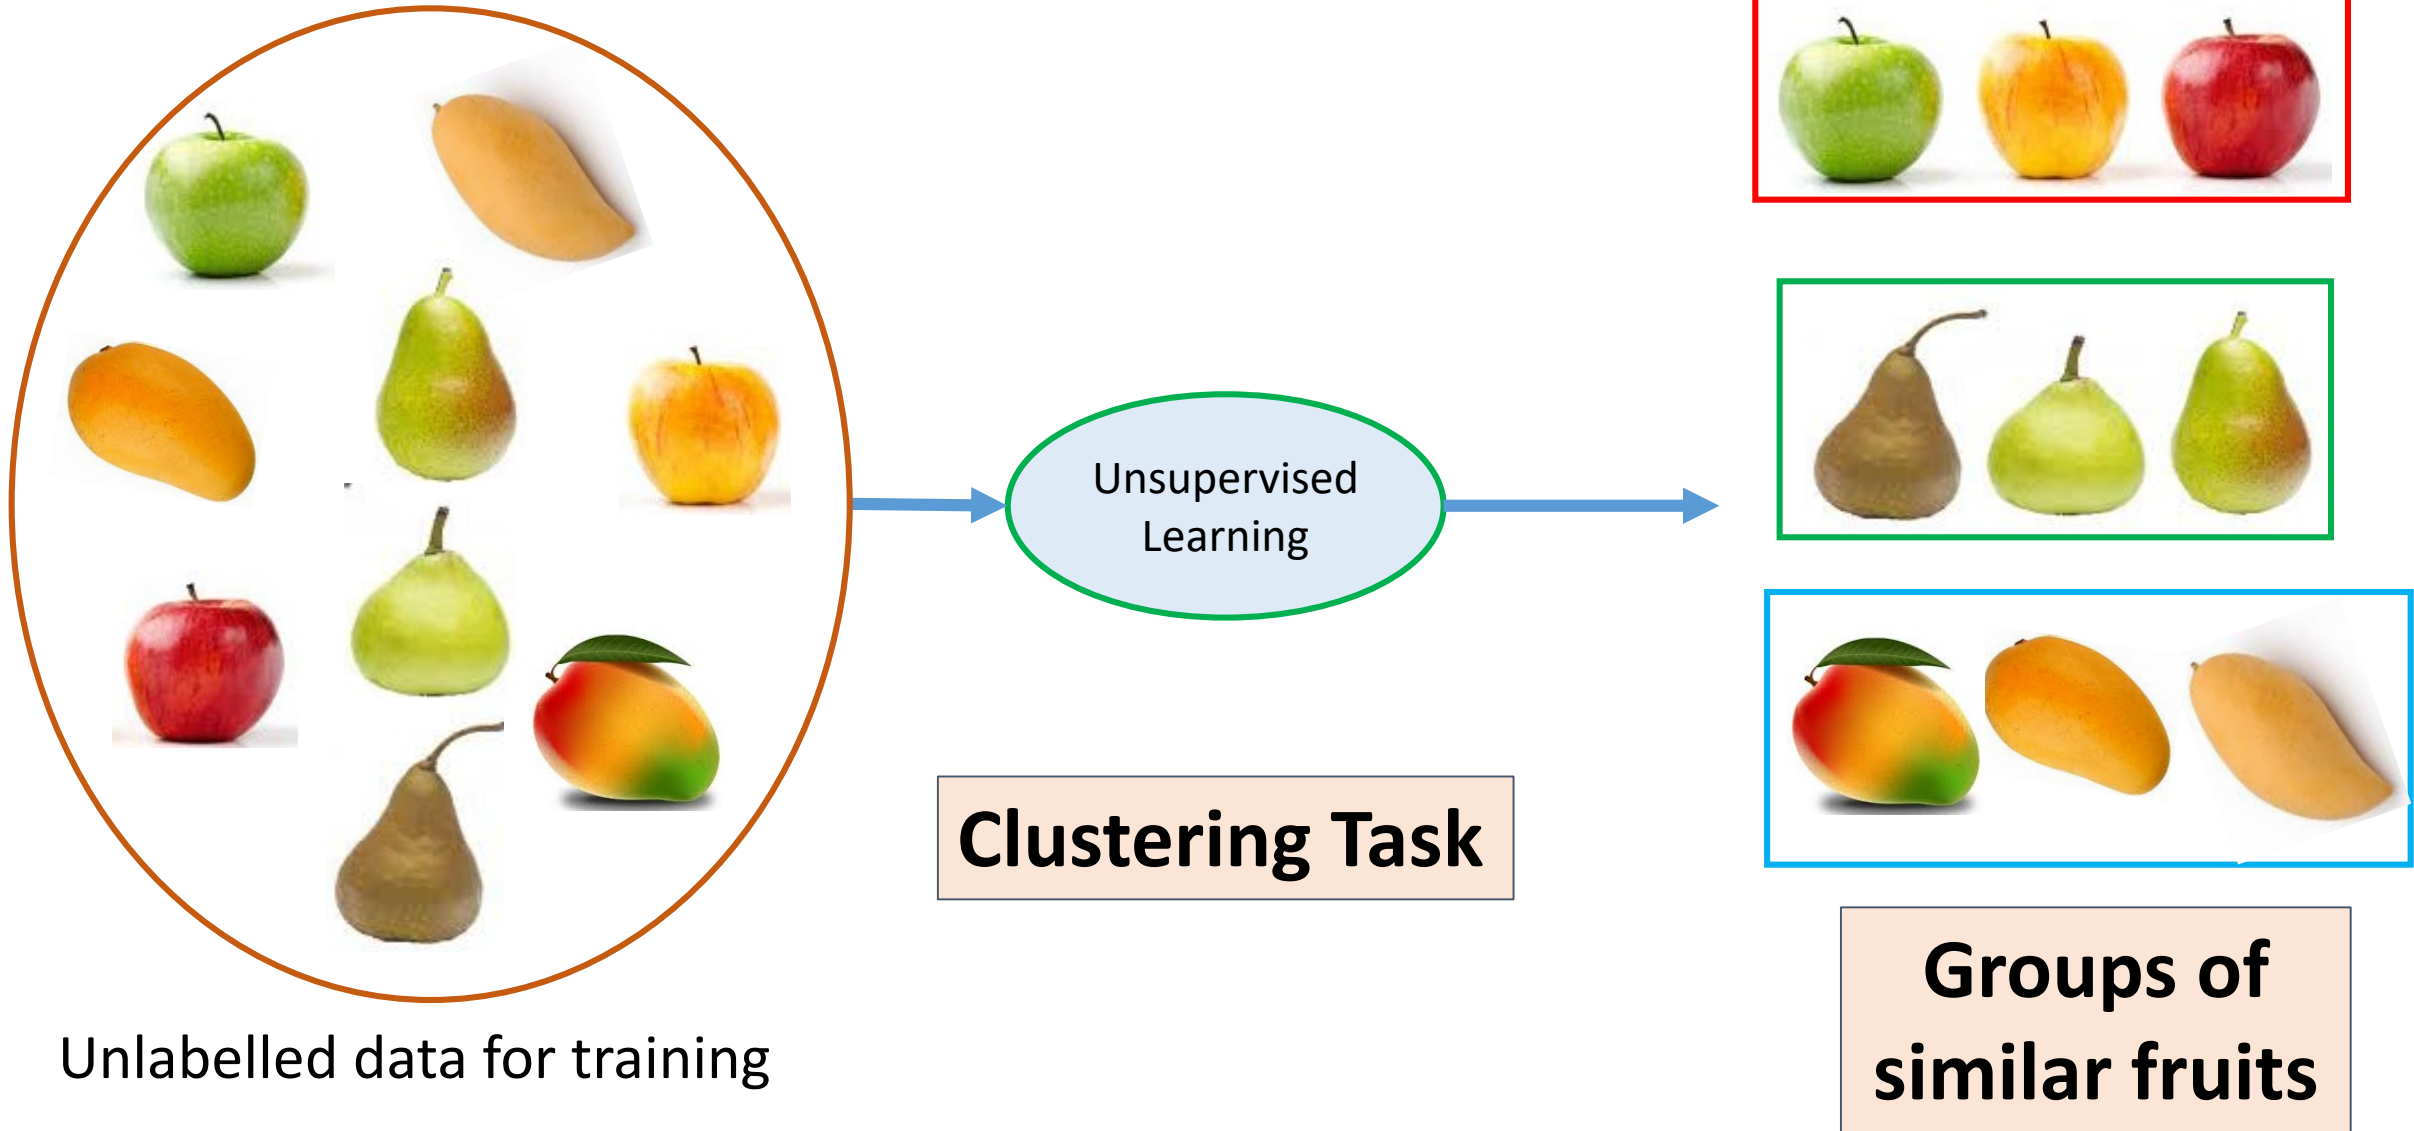 Unsupervised
Learning
Clustering Task
Unlabelled data for training
Groups of
similar fruits